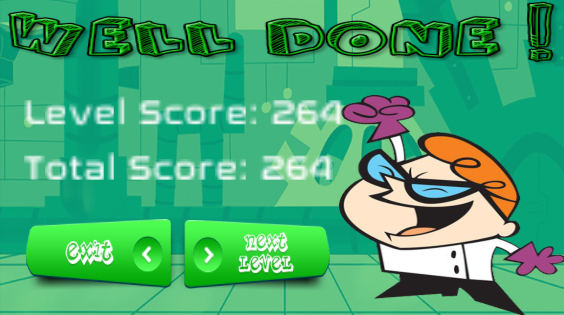 WELL DONE!
Level Score: 264
Total Score: 264
exit
next
level